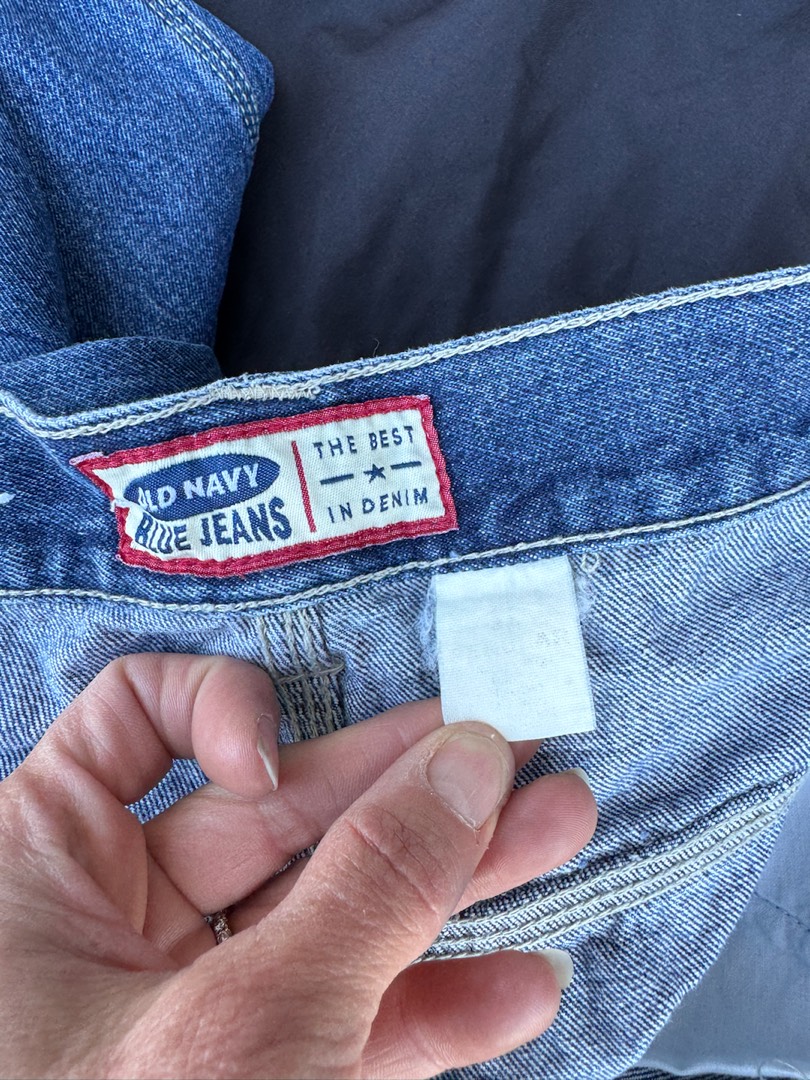 OLD NAVY
BLUE JEANS
THE BEST
IN DENIM